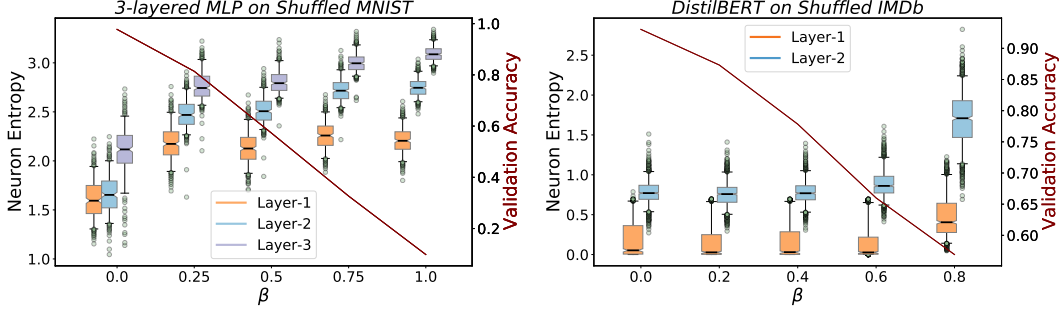 3-layered MLP on Shuffled MNIST
Neuron Entropy
3.0
2.5
2.0
1.5
1.0
Layer-1
Layer-2
Layer-3
0.0 0.25 0.5 0.75 1.0
β
1.0
0.8
0.6
0.4
0.2
Validation Accuracy
DistilBERT on Shuffled IMDb
Neuron Entropy
2.5
2.0
1.5
1.0
0.5
0.0
Layer-1
Layer-2
0.0 0.2 0.4 0.6 0.8
β
0.90
0.85
0.80
0.75
0.70
0.65
0.60
Validation Accuracy